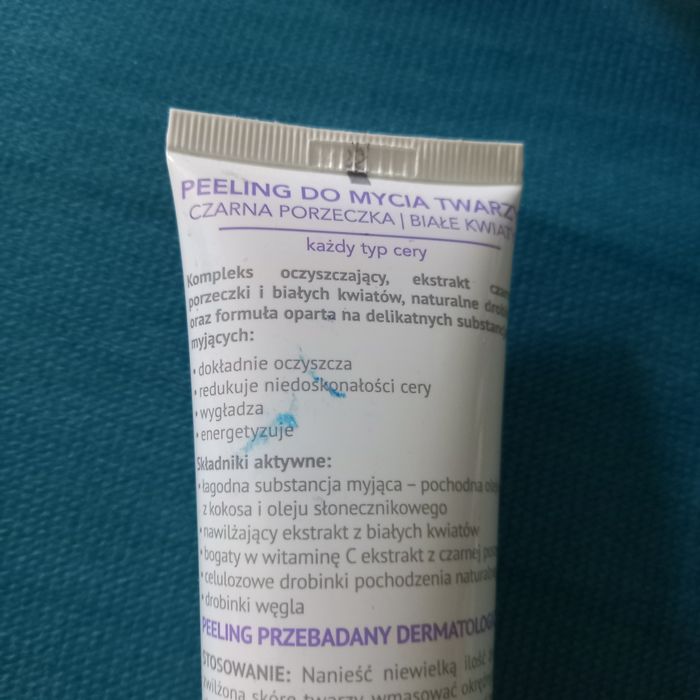 PEELING DO MYCIA TWARZY
CZARNA PORZECZKA | BIAŁE KWIATY
każdy typ cery
Kompleks oczyszczający, ekstrakt
porzeczki i białych kwiatów, naturalne
oraz formuła oparta na delikatnych
myjących:
• dokładnie oczyszcza
• redukuje niedoskonałości cery
• wygładza
• energetyzuje
Składniki aktywne:
• łagodna substancja myjąca – pochodna
z kokosa i oleju słonecznikowego
• nawilżający ekstrakt z białych kwiatów
• bogaty w witaminę C ekstrakt z czarnej
• celulozowe drobinki pochodzenia
• drobinki węgla
PEELING PRZEBADANY
STOSOWANIE: Nanieść niewielką ilość
zwilżoną skórę twarzy, wmasować